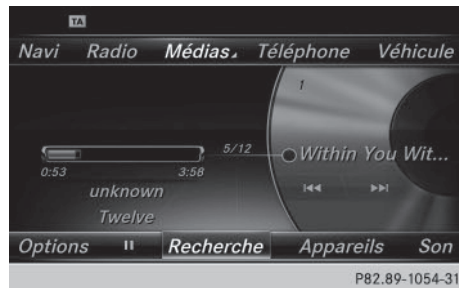 TA
Navi Radio Médias Téléphone Véhicule
1
5/12 Within You Wit...
0:53 3:58
unknown
Twelve
Options Recherche Appareils Son
P82.89-1054-31